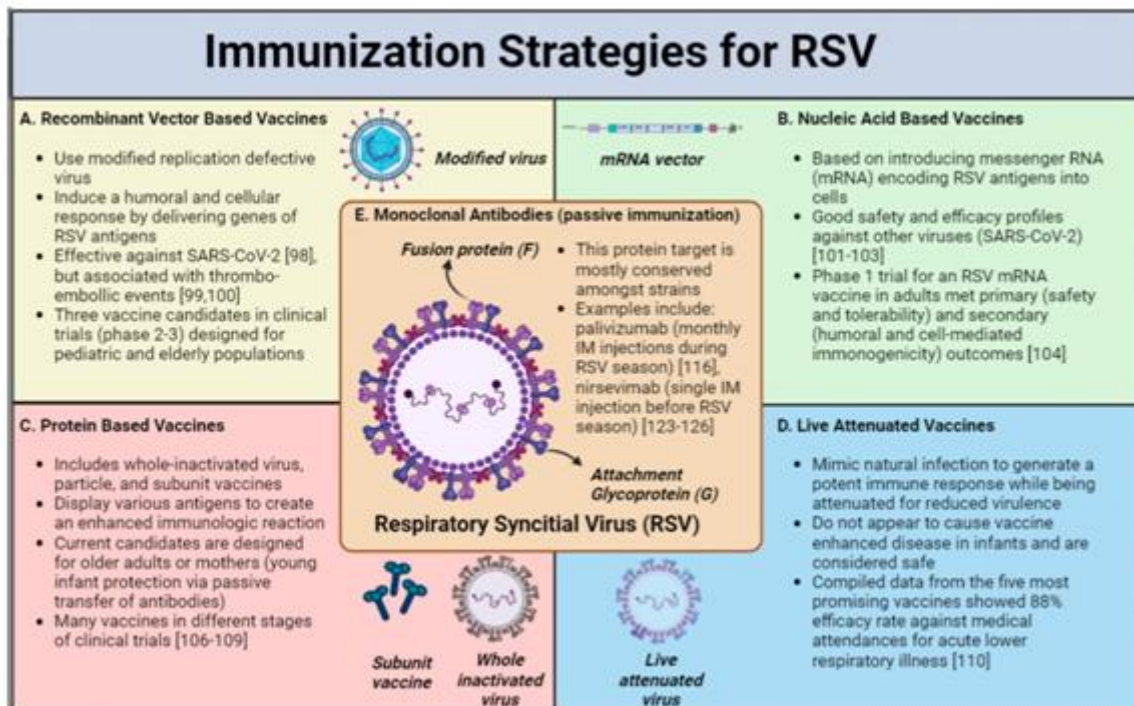 Immunization Strategies for RSV
A. Recombinant Vector Based Vaccines
• Use modified replication defective
virus
• Induce a humoral and cellular
response by delivering genes of
RSV antigens
• Effective against SARS-CoV-2 [98],
but associated with thrombo-
embollic events [99,100]
• Three vaccine candidates in clinical
trials (phase 2-3) designed for
pediatric and elderly populations
Modified virus
mRNA vector
B. Nucleic Acid Based Vaccines
• Based on introducing messenger RNA
(mRNA) encoding RSV antigens into
cells
• Good safety and efficacy profiles
against other viruses (SARS-CoV-2)
[101-103]
• Phase 1 trial for an RSV mRNA
vaccine in adults met primary (safety
and tolerability) and secondary
(humoral and cell-mediated
immonogenicity) outcomes [104]
E. Monoclonal Antibodies (passive immunization)
Fusion protein (F)
• This protein target is
mostly conserved
amongst strains
• Examples include:
palivizumab (monthly
IM injections during
RSV season) [116],
nirsevimab (single IM
injection before RSV
season) [123-126]
Attachment
Glycoprotein (G)
Respiratory Syncitial Virus (RSV)
C. Protein Based Vaccines
• Includes whole-inactivated virus,
particle, and subunit vaccines
• Display various antigens to create
an enhanced immunologic reaction
• Current candidates are designed
for older adults or mothers (young
infant protection via passive
transfer of antibodies)
• Many vaccines in different stages
of clinical trials [106-109]
Subunit
vaccine
Whole
inactivated
virus
Live
attenuated
virus
D. Live Attenuated Vaccines
• Mimic natural infection to generate a
potent immune response while being
attenuated for reduced virulence
• Do not appear to cause vaccine
enhanced disease in infants and are
considered safe
• Compiled data from the five most
promising vaccines showed 88%
efficacy rate against medical
attendances for acute lower
respiratory illness [110]